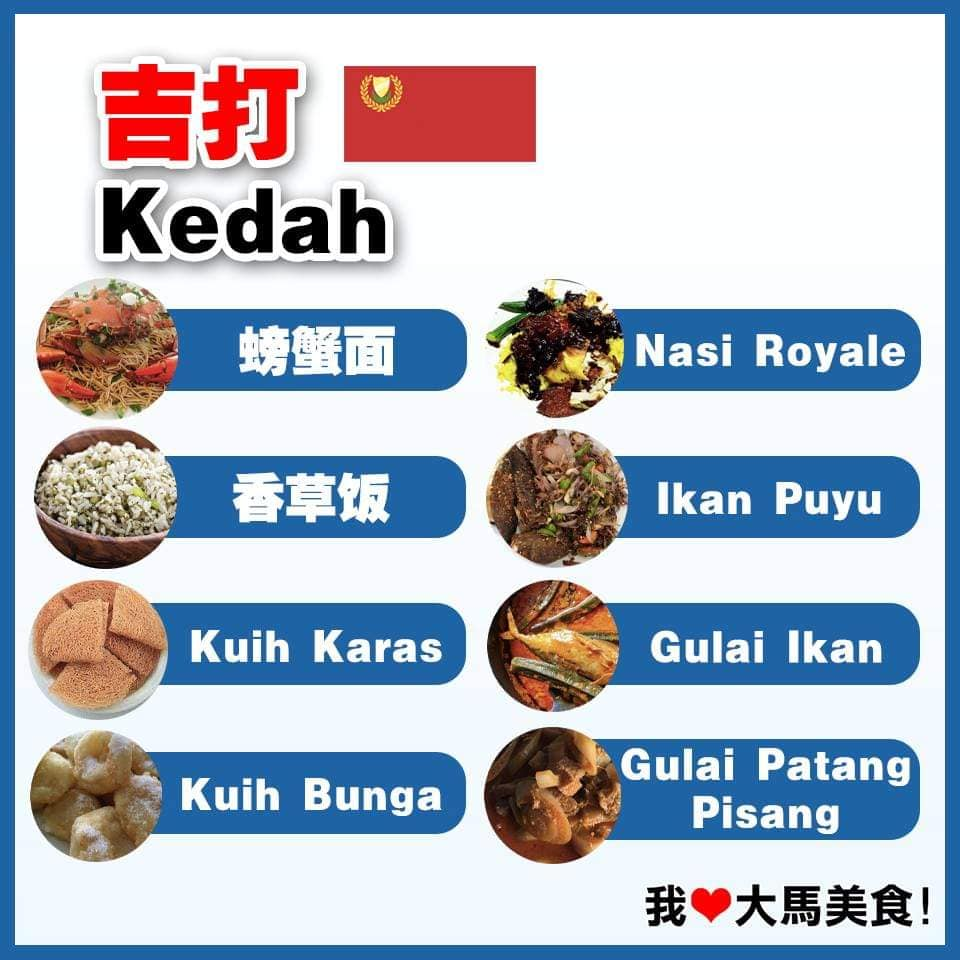 吉打
Kedah
螃蟹面
Nasi Royale
香草饭
Ikan Puyu
Kuih Karas
Gulai Ikan
Kuih Bunga
Gulai Patang
Pisang
我❤大馬美食!